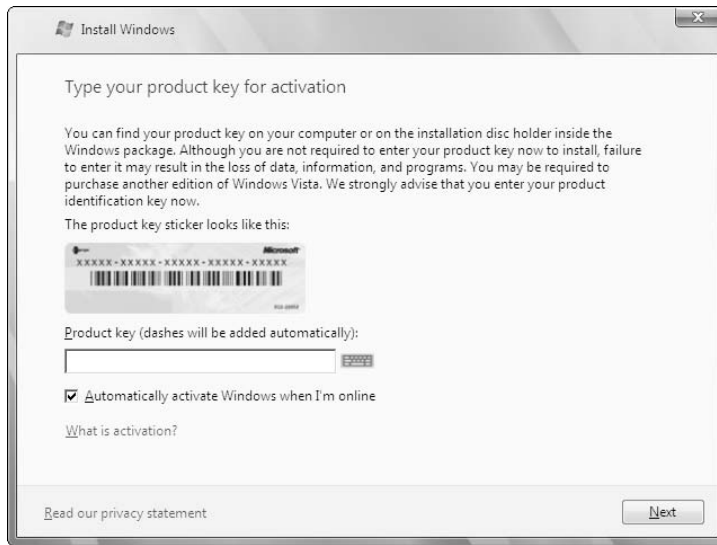 Install Windows
Type your product key for activation
You can find your product key on your computer or on the installation disc holder inside the
Windows package. Although you are not required to enter your product key now to install, failure
to enter it may result in the loss of data, information, and programs. You may be required to
purchase another edition of Windows Vista. We strongly advise that you enter your product
identification key now.
The product key sticker looks like this:
Microsoft
XXXXX-XXXXX-XXXXX-XXXXX-XXXXX
Product key (dashes will be added automatically):
Automatically activate Windows when I'm online
What is activation?
Read our privacy statement
Next